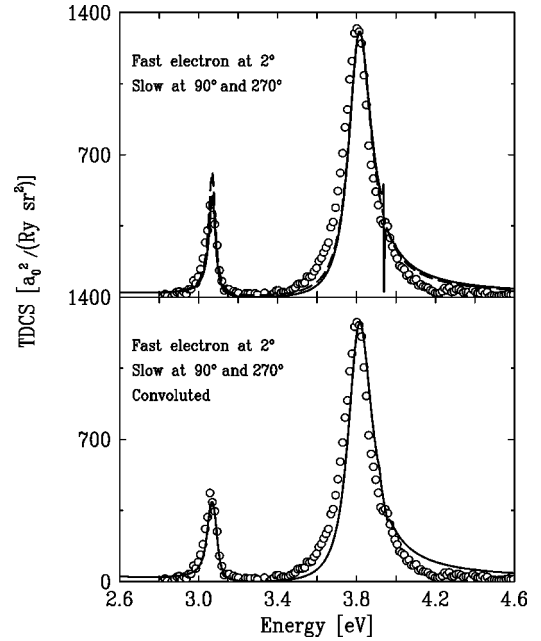 1400
Fast electron at 2°
Slow at 90° and 270°
700
TDCS [a₀² /(Ry sr²)]
1400
Fast electron at 2°
Slow at 90° and 270°
Convoluted
700
0
2.6 3.0 3.4 3.8 4.2 4.6
Energy [eV]